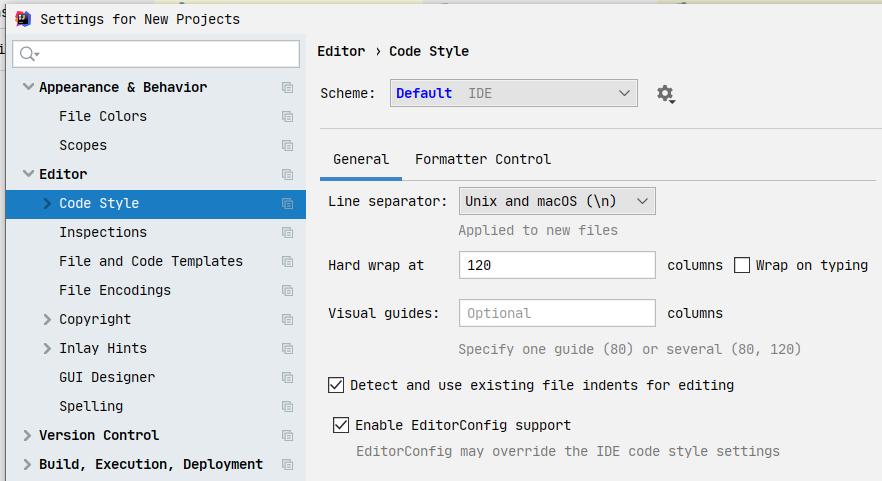 Settings for New Projects
Appearance & Behavior
File Colors
Scopes
Editor
Code Style
Inspections
File and Code Templates
File Encodings
Copyright
Inlay Hints
GUI Designer
Spelling
Version Control
Build, Execution, Deployment
Editor › Code Style
Scheme: Default IDE
General Formatter Control
Line separator: Unix and macOS (\n)
Applied to new files
Hard wrap at 120 columns Wrap on typing
Visual guides: Optional columns
Specify one guide (80) or several (80, 120)
Detect and use existing file indents for editing
Enable EditorConfig support
EditorConfig may override the IDE code style settings